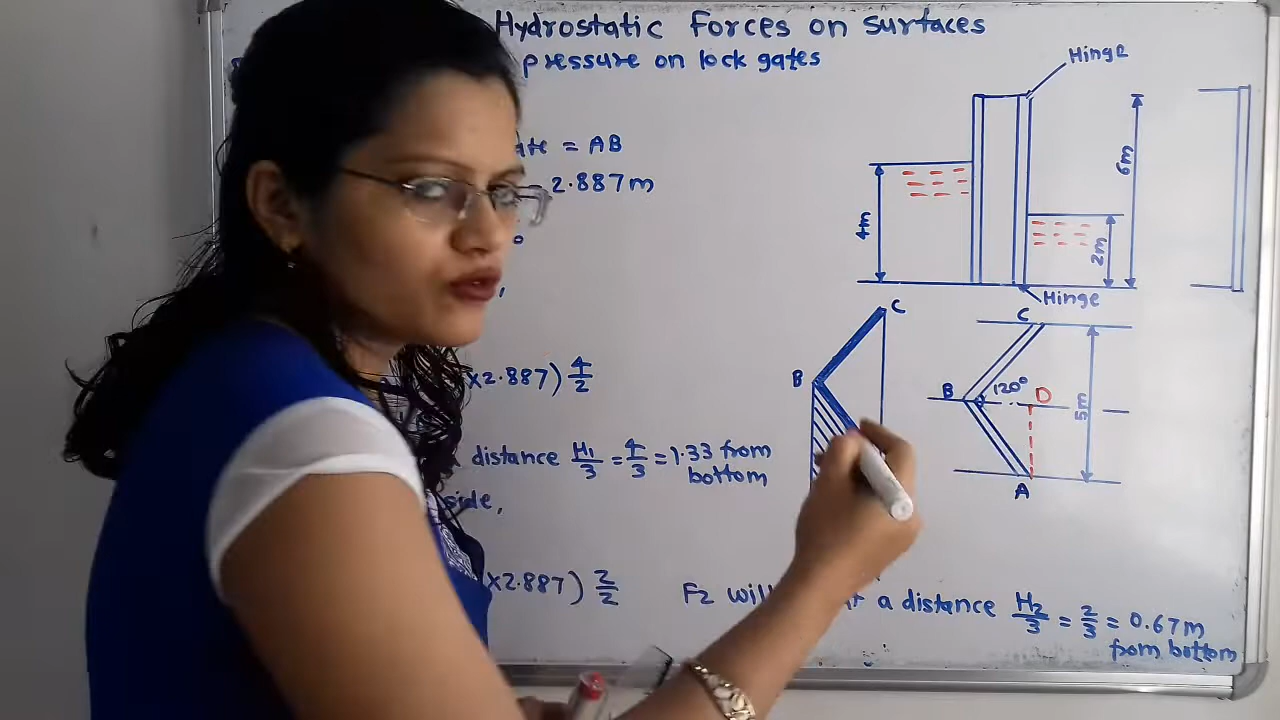 Hydrostatic Forces on surfaces
pressure on lock gates
= AB
2.887m
×2.887) 4/2
distance H1/3 = 4/3 = 1.33 from
bottom
side,
×2.887) 2/2
F2 a distance H2/3 = 2/3 = 0.67m
from bottom
Hinge
4m
6m
2m
Hinge
C
B
C
B
120°
D
5m
A